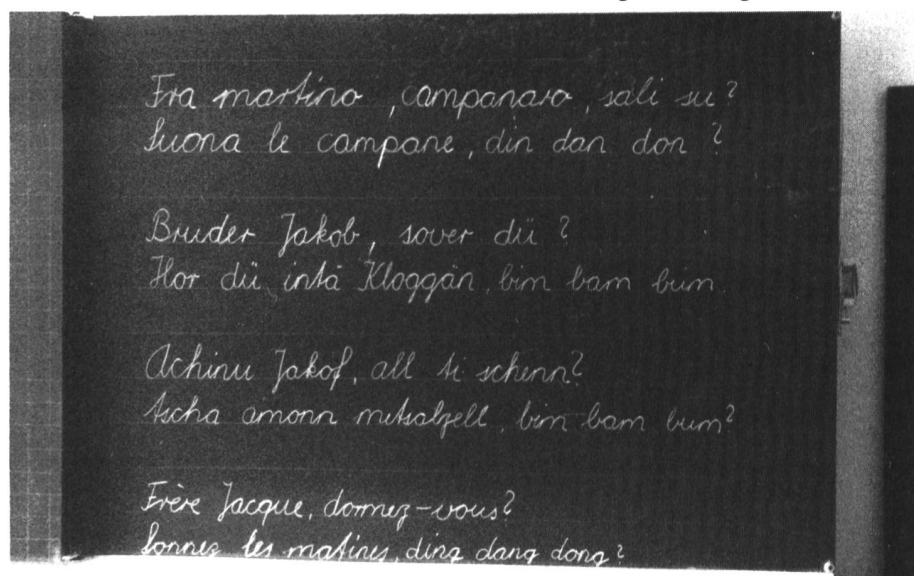 Fra martino, campanaro, sali su?
Suona le campane, din dan don?
Bruder Jakob, sover dü?
Hor dü intä Kloggän, bim bam bum.
Achinu Jakof, all ti schenn?
tscha amonn mitsalzell, bim bam bum?
Frère Jacque, dormez-vous?
Sonnez les matines, ding dang dong?